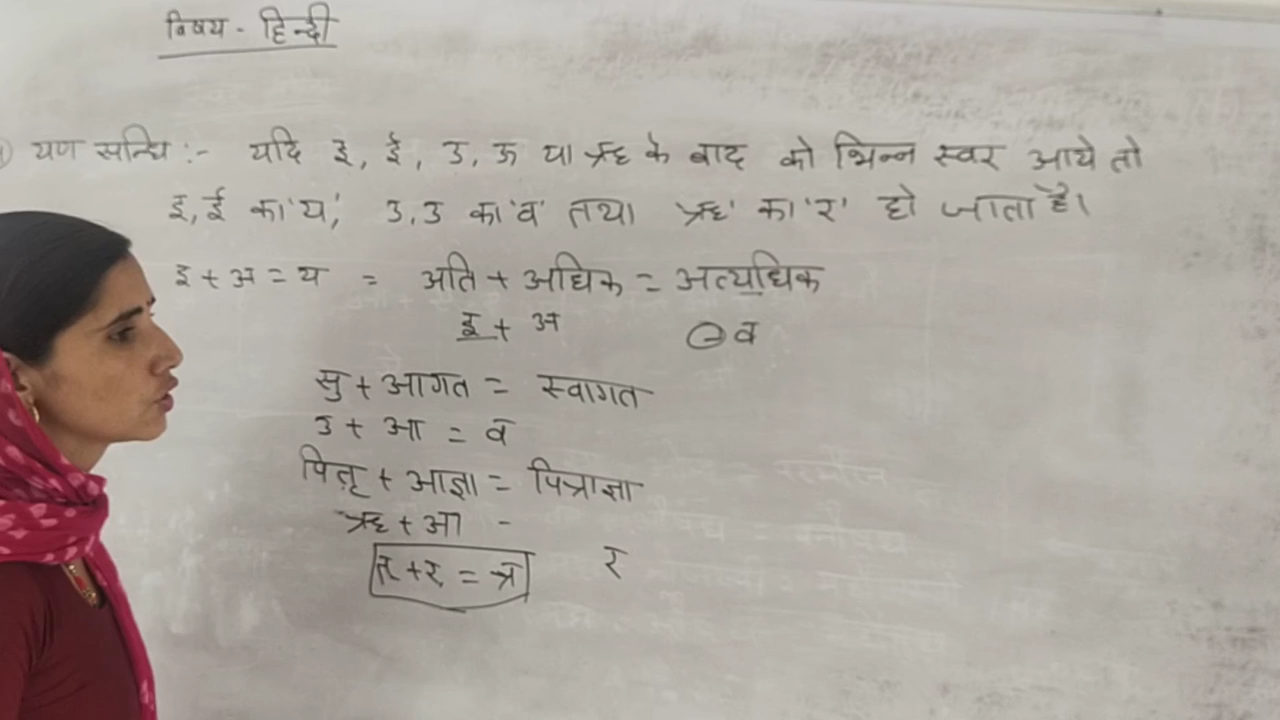 विषय - हिन्दी
यण सन्धि :- यदि इ, ई, उ, ऊ या ऋ के बाद को भिन्न स्वर आये तो
इ, ई का 'य', उ, उ का 'व' तथा 'ऋ' का 'र' हो जाता है।
इ + अ = य = अति + अधिक = अत्यधिक
इ + अ व
सु + आगत = स्वागत
उ + आ = व
पितृ + आज्ञा = पित्राज्ञा
ऋ + आ -
त् + र् = त्र र